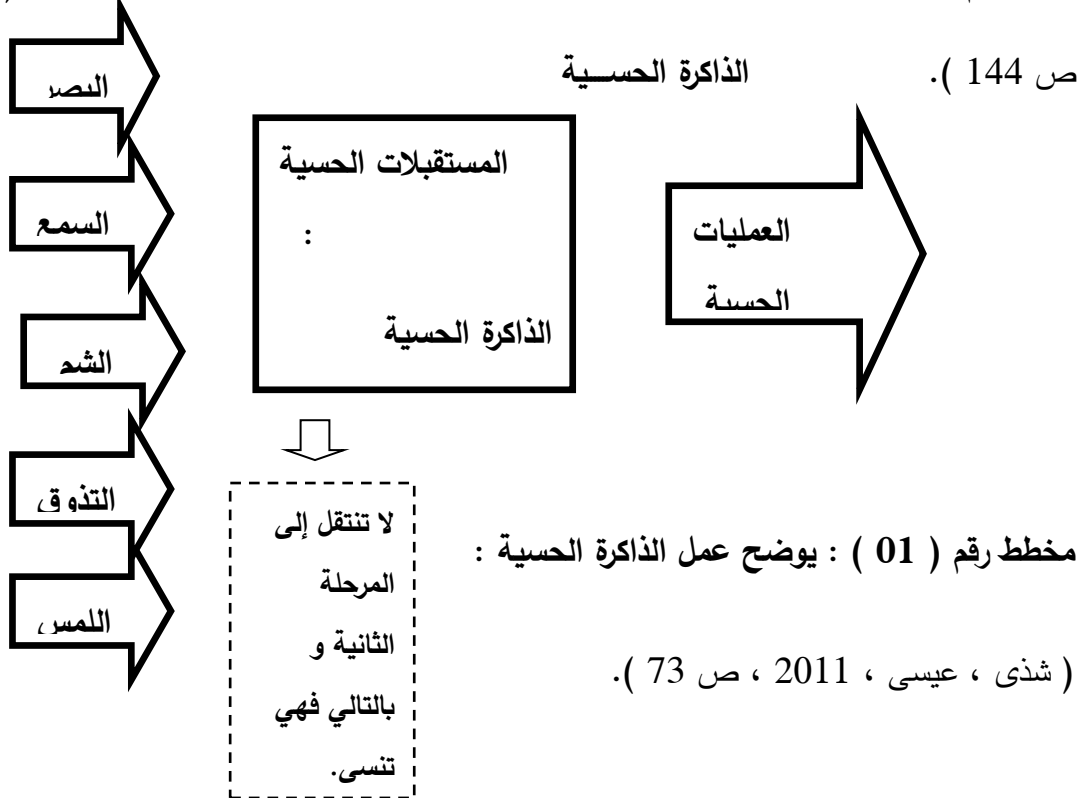 ص 144 ).
الذاكرة الحســـية
البصر
السمع
الشم
التذوق
اللمس
المستقبلات الحسية
:
الذاكرة الحسية
العمليات
الحسية
لا تنتقل إلى
المرحلة
الثانية و
بالتالي فهي
تنسى.
مخطط رقم ( 01 ) : يوضح عمل الذاكرة الحسية :
( شذى ، عيسى ، 2011 ، ص 73 ).